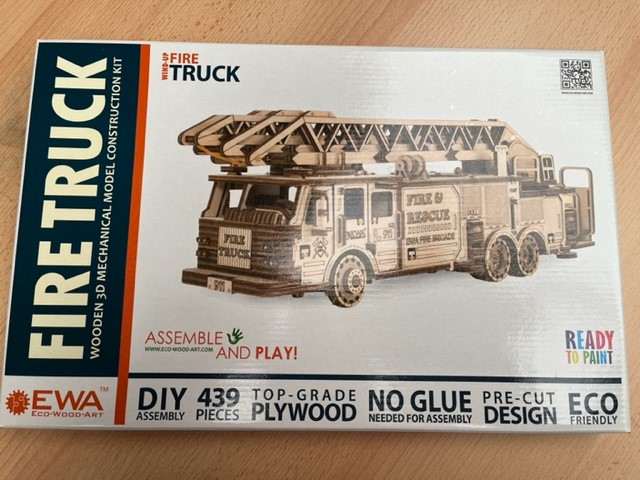 FIRE TRUCK
WOODEN 3D MECHANICAL MODEL CONSTRUCTION KIT
WIND-UP
FIRE
TRUCK
FIRE &
RESCUE
EWA FIRE BRIGADE
FIRE
TRUCK
911
ASSEMBLE
WWW.ECO-WOOD-ART.COM
AND PLAY!
READY
TO PAINT
EWA™
ECO-WOOD-ART
DIY
ASSEMBLY
439
PIECES
TOP-GRADE
PLYWOOD
NO GLUE
NEEDED FOR ASSEMBLY
PRE-CUT
DESIGN
ECO
FRIENDLY